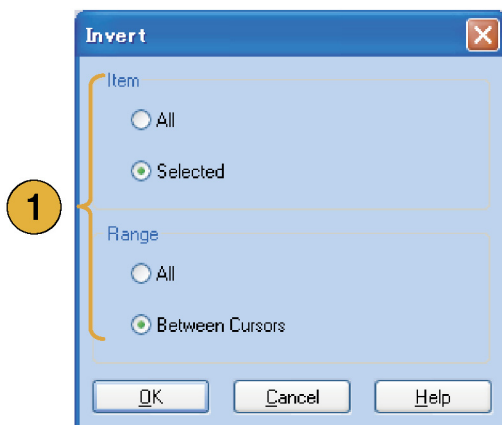 Invert
Item
All
Selected
1
Range
All
Between Cursors
OK Cancel Help